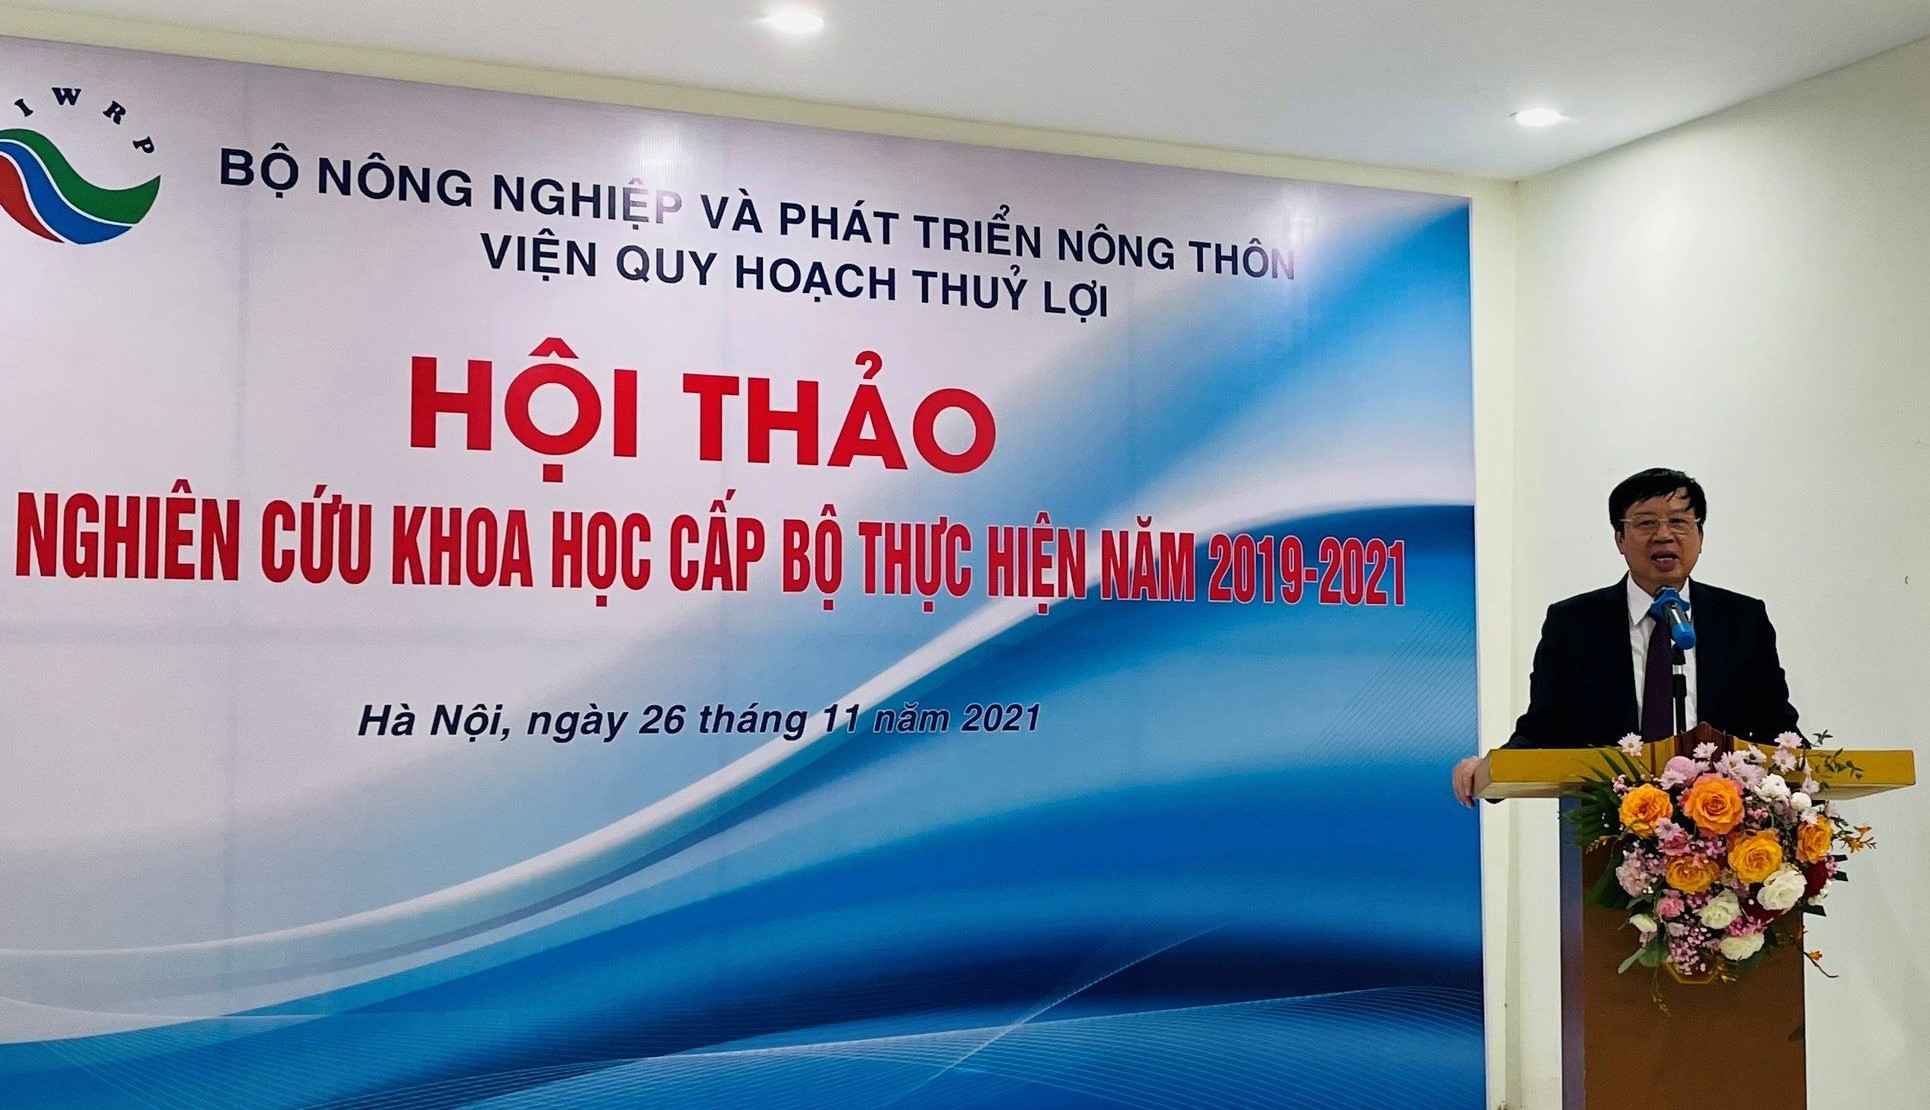 IWRP
BỘ NÔNG NGHIỆP VÀ PHÁT TRIỂN NÔNG THÔN
VIỆN QUY HOẠCH THUỶ LỢI
HỘI THẢO
NGHIÊN CỨU KHOA HỌC CẤP BỘ THỰC HIỆN NĂM 2019-2021
Hà Nội, ngày 26 tháng 11 năm 2021